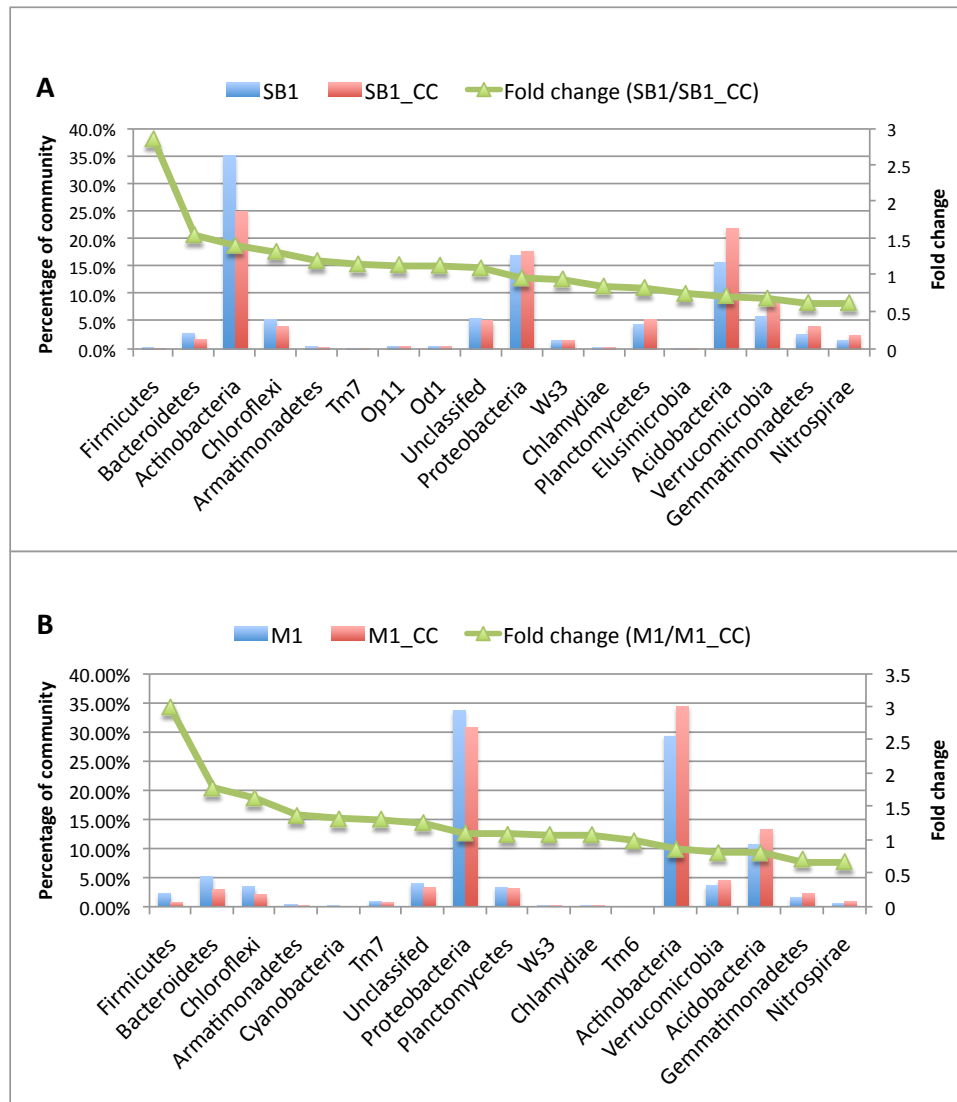 A
SB1 SB1_CC Fold change (SB1/SB1_CC)
Percentage of community
40.0%
35.0%
30.0%
25.0%
20.0%
15.0%
10.0%
5.0%
0.0%
3
2.5
2
1.5
1
0.5
0
Fold change
Firmicutes
Bacteroidetes
Actinobacteria
Chloroflexi
Armatimonadetes
Tm7
Op11
Od1
Unclassifed
Proteobacteria
Ws3
Chlamydiae
Planctomycetes
Elusimicrobia
Acidobacteria
Verrucomicrobia
Gemmatimonadetes
Nitrospirae
B
M1 M1_CC Fold change (M1/M1_CC)
Percentage of community
40.00%
35.00%
30.00%
25.00%
20.00%
15.00%
10.00%
5.00%
0.00%
3.5
3
2.5
2
1.5
1
0.5
0
Fold change
Firmicutes
Bacteroidetes
Chloroflexi
Armatimonadetes
Cyanobacteria
Tm7
Unclassifed
Proteobacteria
Planctomycetes
Ws3
Chlamydiae
Tm6
Actinobacteria
Verrucomicrobia
Acidobacteria
Gemmatimonadetes
Nitrospirae